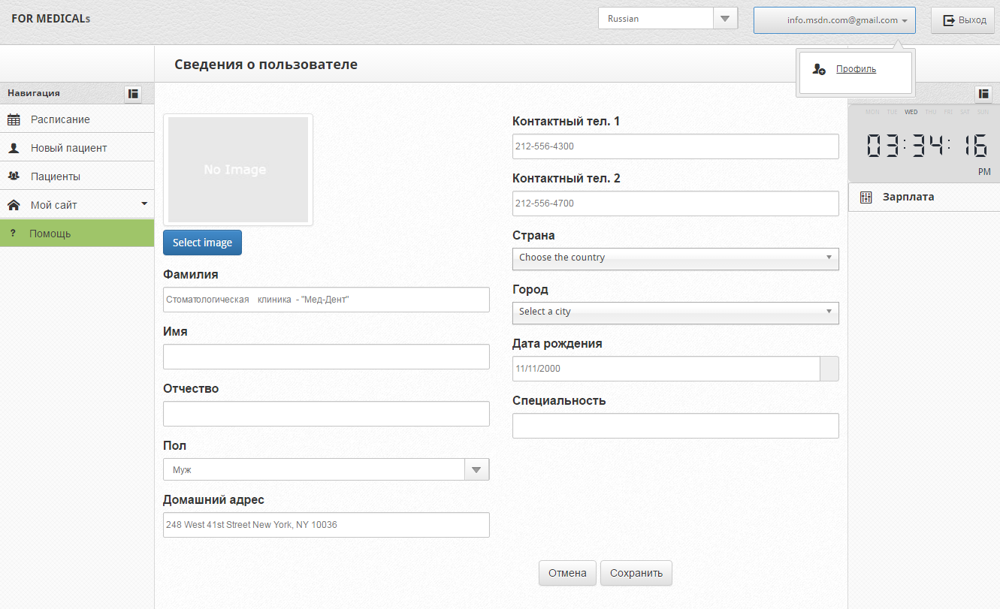 FOR MEDICALs
Russian
info.msdn.com@gmail.com
Выход
Профиль
Сведения о пользователе
Навигация
Расписание
Новый пациент
Пациенты
Мой сайт
? Помощь
No Image
Select image
Фамилия
Стоматологическая клиника - "Мед-Дент"
Имя
Отчество
Пол
Муж
Домашний адрес
248 West 41st Street New York, NY 10036
Контактный тел. 1
212-556-4300
Контактный тел. 2
212-556-4700
Страна
Choose the country
Город
Select a city
Дата рождения
11/11/2000
Специальность
Отмена
Сохранить
MON TUE WED THU FRI SAT SUN
03:34:16
PM
Зарплата